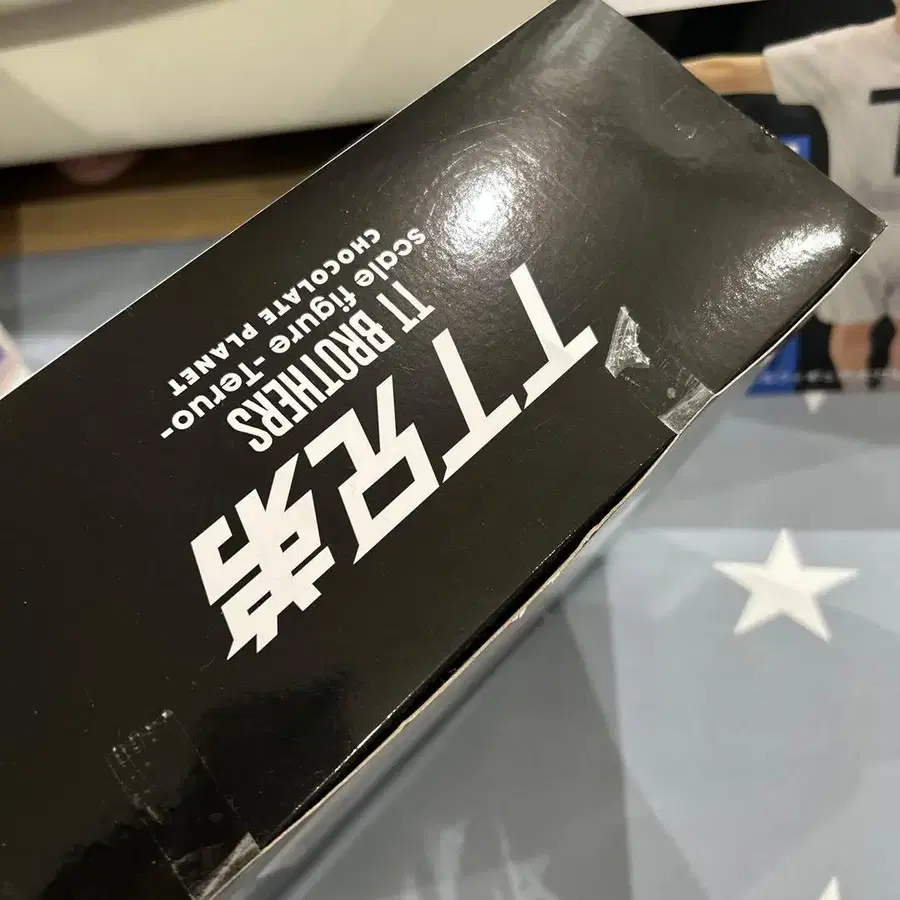 TT兄弟
TT BROTHERS
scale figure -Teruo-
CHOCOLATE PLANET